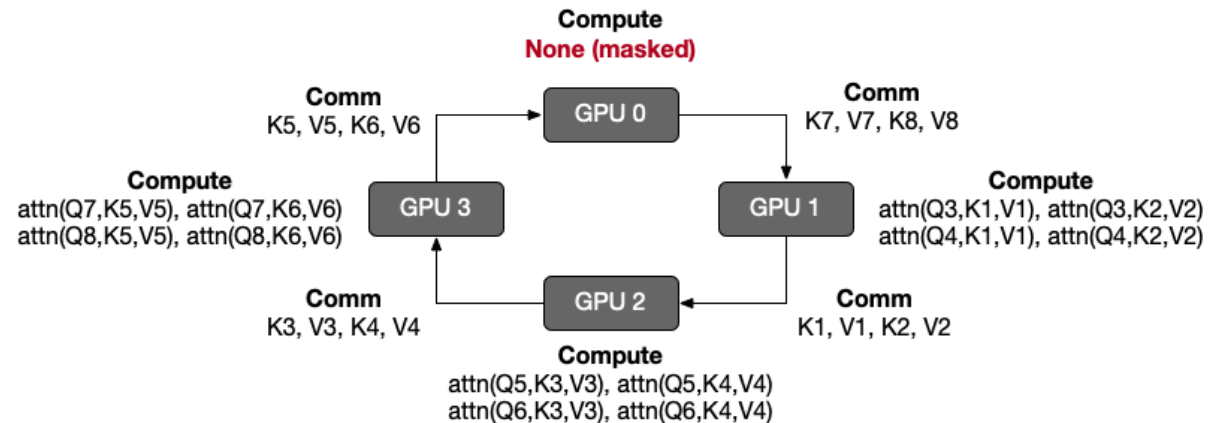 Compute
None (masked)
Comm
K5, V5, K6, V6
GPU 0
Comm
K7, V7, K8, V8
Compute
attn(Q7,K5,V5), attn(Q7,K6,V6)
attn(Q8,K5,V5), attn(Q8,K6,V6)
GPU 3
GPU 1
Compute
attn(Q3,K1,V1), attn(Q3,K2,V2)
attn(Q4,K1,V1), attn(Q4,K2,V2)
Comm
K3, V3, K4, V4
GPU 2
Comm
K1, V1, K2, V2
Compute
attn(Q5,K3,V3), attn(Q5,K4,V4)
attn(Q6,K3,V3), attn(Q6,K4,V4)